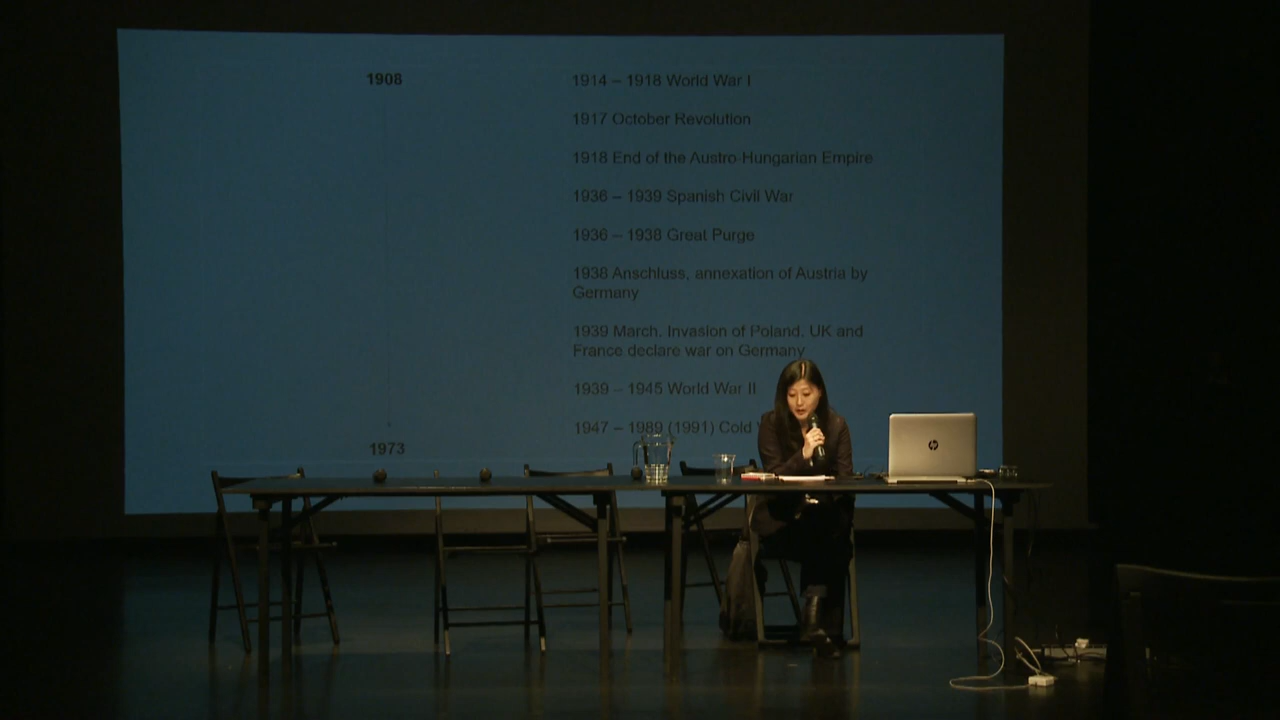 1908
1914 – 1918 World War I
1917 October Revolution
1918 End of the Austro-Hungarian Empire
1936 – 1939 Spanish Civil War
1936 – 1938 Great Purge
1938 Anschluss, annexation of Austria by
Germany
1939 March. Invasion of Poland. UK and
France declare war on Germany
1939 – 1945 World War II
1947 – 1989 (1991) Cold
1973
hp